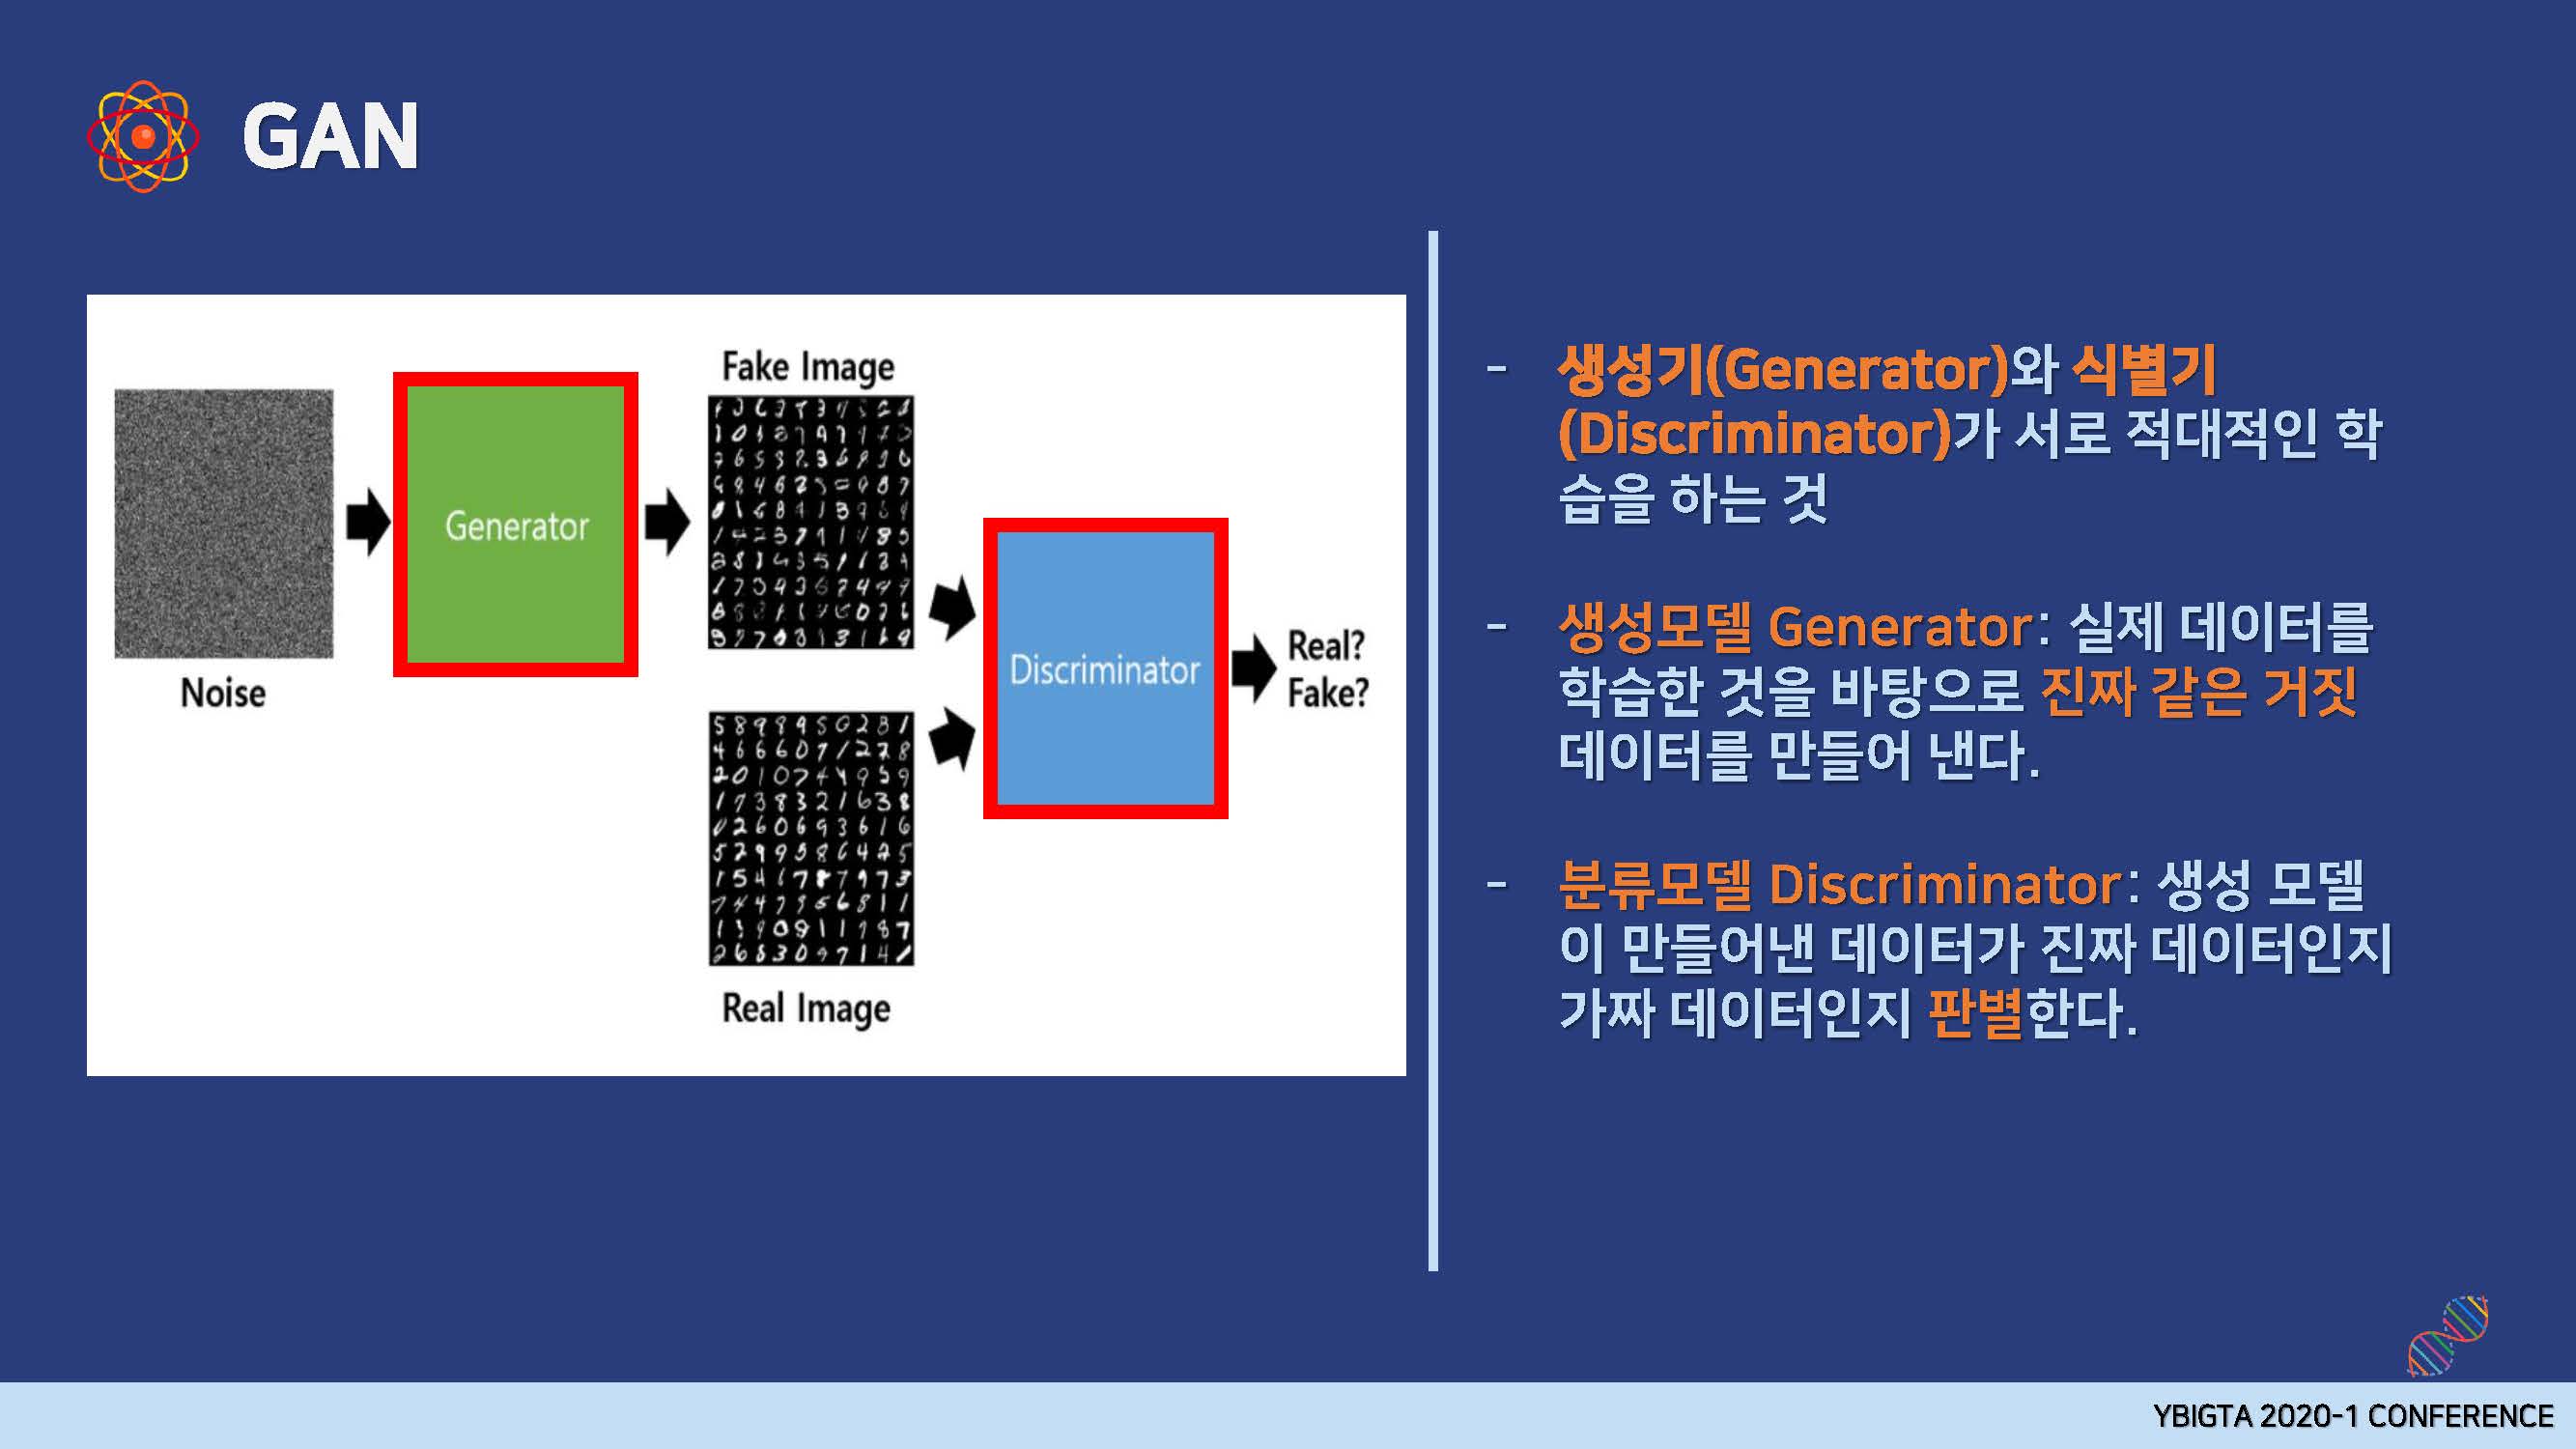 GAN
Fake Image
Generator
Noise
Discriminator
Real?
Fake?
Real Image
- 생성기(Generator)와 식별기
(Discriminator)가 서로 적대적인 학
습을 하는 것
- 생성모델 Generator: 실제 데이터를
학습한 것을 바탕으로 진짜 같은 거짓
데이터를 만들어 낸다.
- 분류모델 Discriminator: 생성 모델
이 만들어낸 데이터가 진짜 데이터인지
가짜 데이터인지 판별한다.
YBIGTA 2020-1 CONFERENCE